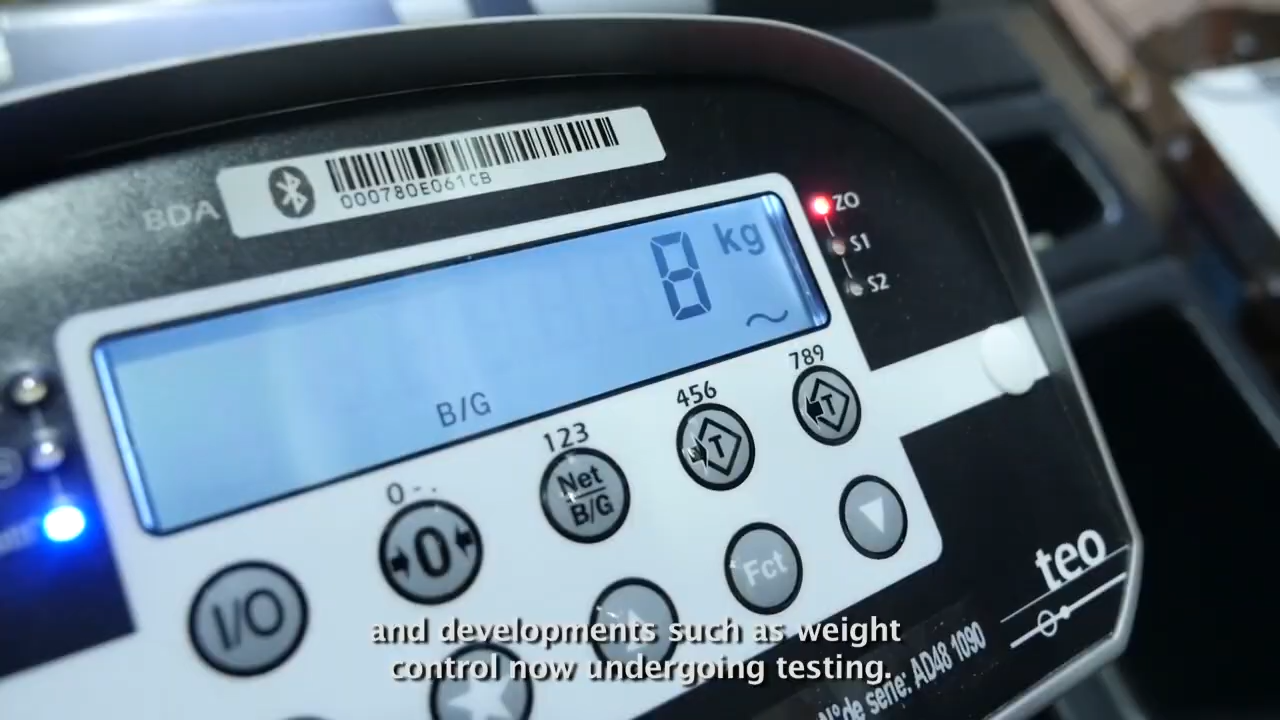 BDA
000780E061CB
8 kg
B/G
ZO
S1
S2
789
456
123
0-.
T
T
Net
B/G
0
I/O
Fct
teo
N°de serie: AD48 1090
and developments such as weight
control now undergoing testing.